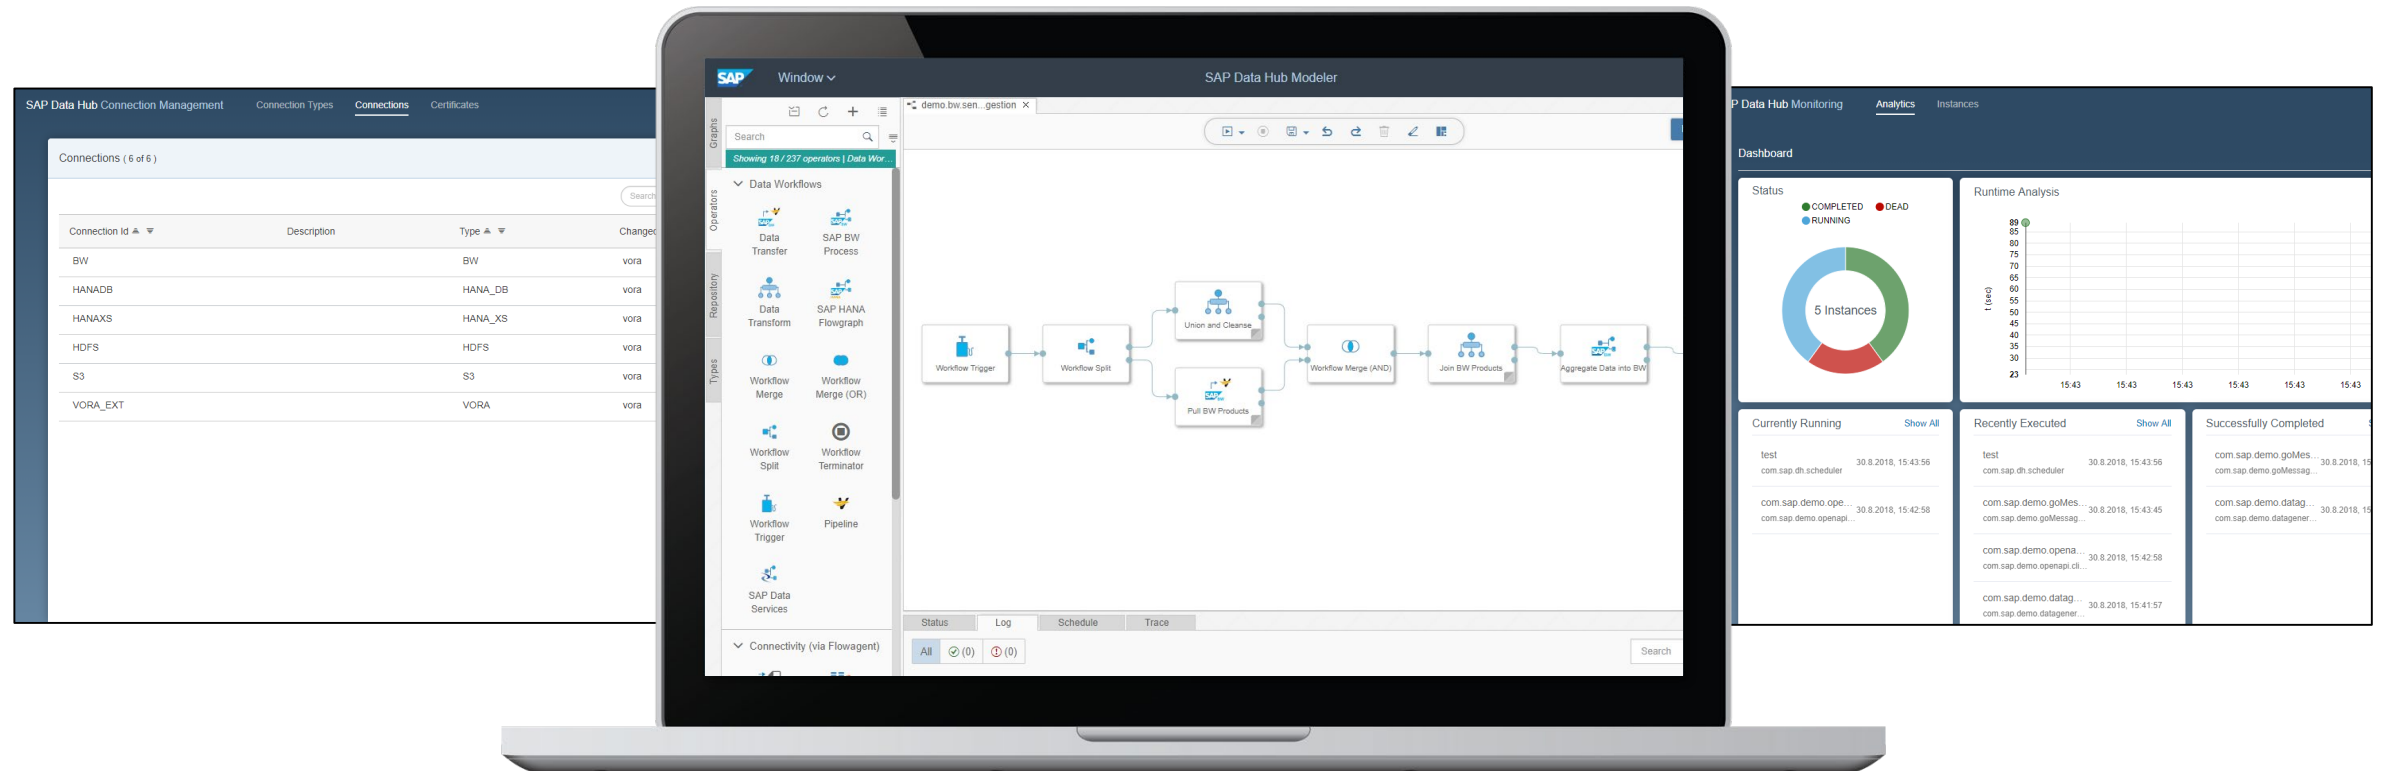 SAP Data Hub Connection Management
Connection Types
Connections
Certificates
Connections ( 6 of 6 )
Search
Connection Id
Description
Type
Changed
BW
BW
vora
HANADB
HANA_DB
vora
HANAXS
HANA_XS
vora
HDFS
HDFS
vora
S3
S3
vora
VORA_EXT
VORA
vora
SAP
Window
SAP Data Hub Modeler
Graphs
Operators
Repository
Types
Search
Showing 18 / 237 operators | Data Wor...
Data Workflows
Data
Transfer
SAP BW
Process
Data
Transform
SAP HANA
Flowgraph
Workflow
Merge
Workflow
Merge (OR)
Workflow
Split
Workflow
Terminator
Workflow
Trigger
Pipeline
SAP Data
Services
Connectivity (via Flowagent)
demo.bw.sen...gestion
Workflow Trigger
Workflow Split
Union and Cleanse
Pull BW Products
Workflow Merge (AND)
Join BW Products
Aggregate Data into BW
Status
Log
Schedule
Trace
All
(0)
(0)
Search
P Data Hub Monitoring
Analytics
Instances
Dashboard
Status
COMPLETED
DEAD
RUNNING
5 Instances
Runtime Analysis
t (sec)
89
85
80
75
70
65
60
55
50
45
40
35
30
23
15:43
15:43
15:43
15:43
15:43
15:43
Currently Running
Show All
test
com.sap.dh.scheduler
30.8.2018, 15:43:56
com.sap.demo.ope...
com.sap.demo.openapi...
30.8.2018, 15:42:58
Recently Executed
Show All
test
com.sap.dh.scheduler
30.8.2018, 15:43:56
com.sap.demo.goMes...
com.sap.demo.goMessag...
30.8.2018, 15:43:45
com.sap.demo.opena...
com.sap.demo.openapi.cli...
30.8.2018, 15:42:58
com.sap.demo.datag...
com.sap.demo.datagener...
30.8.2018, 15:41:57
Successfully Completed
com.sap.demo.goMes...
com.sap.demo.goMessag...
30.8.2018, 15
com.sap.demo.datag...
com.sap.demo.datagener...
30.8.2018, 15